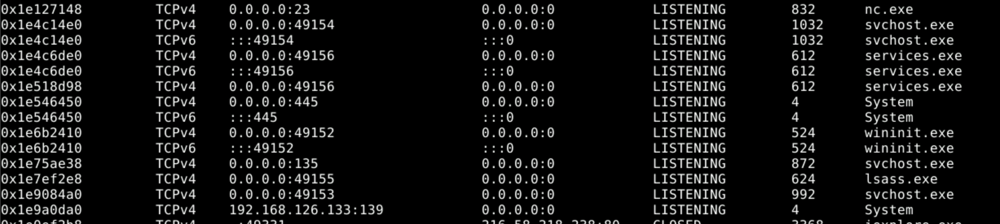 0x1e127148 TCPv4 0.0.0.0:23 0.0.0.0:0 LISTENING 832 nc.exe
0x1e4c14e0 TCPv4 0.0.0.0:49154 0.0.0.0:0 LISTENING 1032 svchost.exe
0x1e4c14e0 TCPv6 :::49154 :::0 LISTENING 1032 svchost.exe
0x1e4c6de0 TCPv4 0.0.0.0:49156 0.0.0.0:0 LISTENING 612 services.exe
0x1e4c6de0 TCPv6 :::49156 :::0 LISTENING 612 services.exe
0x1e518d98 TCPv4 0.0.0.0:49156 0.0.0.0:0 LISTENING 612 services.exe
0x1e546450 TCPv4 0.0.0.0:445 0.0.0.0:0 LISTENING 4 System
0x1e546450 TCPv6 :::445 :::0 LISTENING 4 System
0x1e6b2410 TCPv4 0.0.0.0:49152 0.0.0.0:0 LISTENING 524 wininit.exe
0x1e6b2410 TCPv6 :::49152 :::0 LISTENING 524 wininit.exe
0x1e75ae38 TCPv4 0.0.0.0:135 0.0.0.0:0 LISTENING 872 svchost.exe
0x1e7ef2e8 TCPv4 0.0.0.0:49155 0.0.0.0:0 LISTENING 624 lsass.exe
0x1e9084a0 TCPv4 0.0.0.0:49153 0.0.0.0:0 LISTENING 992 svchost.exe
0x1e9a0da0 TCPv4 192.168.126.133:139 0.0.0.0:0 LISTENING 4 System
TCPv4 CLOSED iexplore.exe